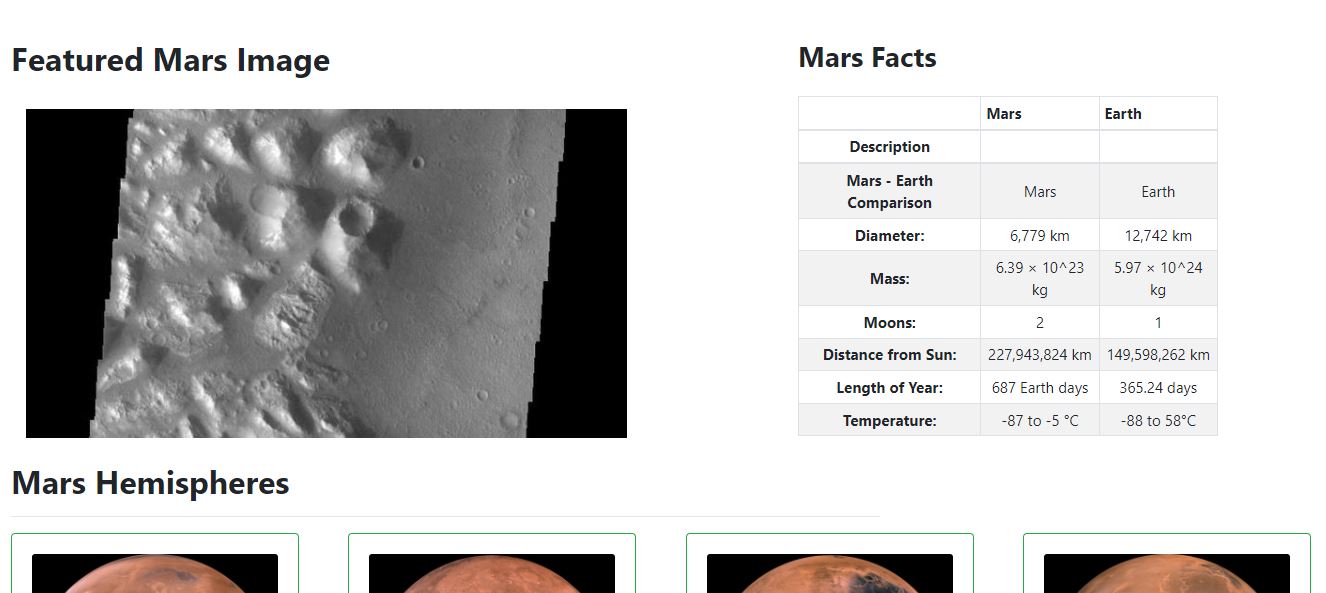 Featured Mars Image
Mars Facts
Mars Earth
Description
Mars - Earth
Comparison
Mars Earth
Diameter: 6,779 km 12,742 km
Mass: 6.39 × 10^23
kg 5.97 × 10^24
kg
Moons: 2 1
Distance from Sun: 227,943,824 km 149,598,262 km
Length of Year: 687 Earth days 365.24 days
Temperature: -87 to -5 °C -88 to 58°C
Mars Hemispheres